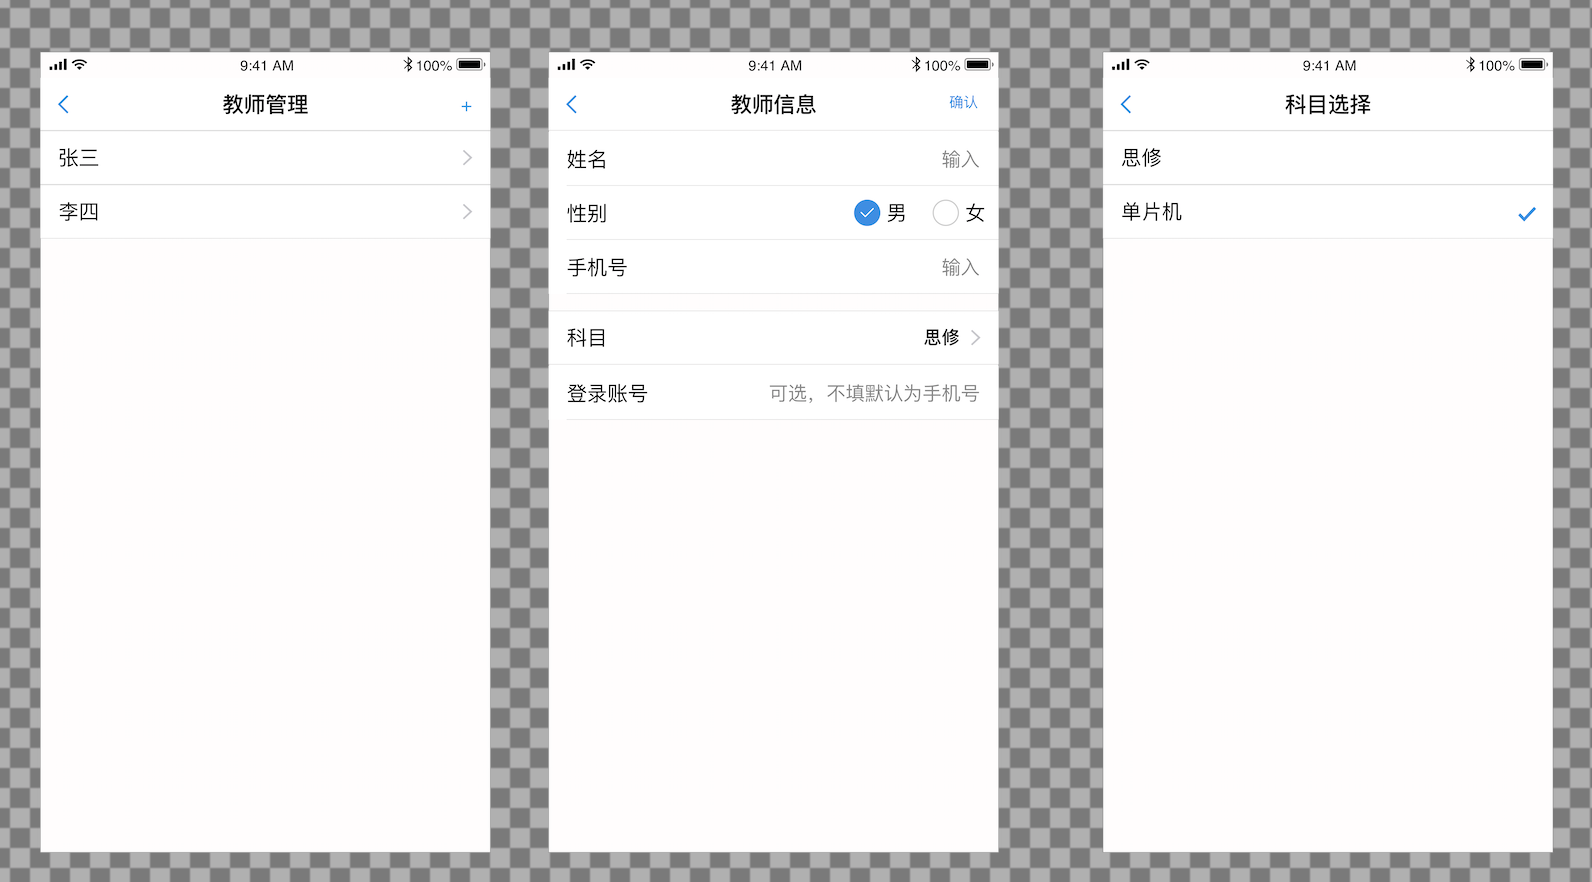 9:41 AM 100%
教师管理 +
张三
李四
9:41 AM 100%
教师信息 确认
姓名 输入
性别 男 女
手机号 输入
科目 思修
登录账号 可选，不填默认为手机号
9:41 AM 100%
科目选择
思修
单片机